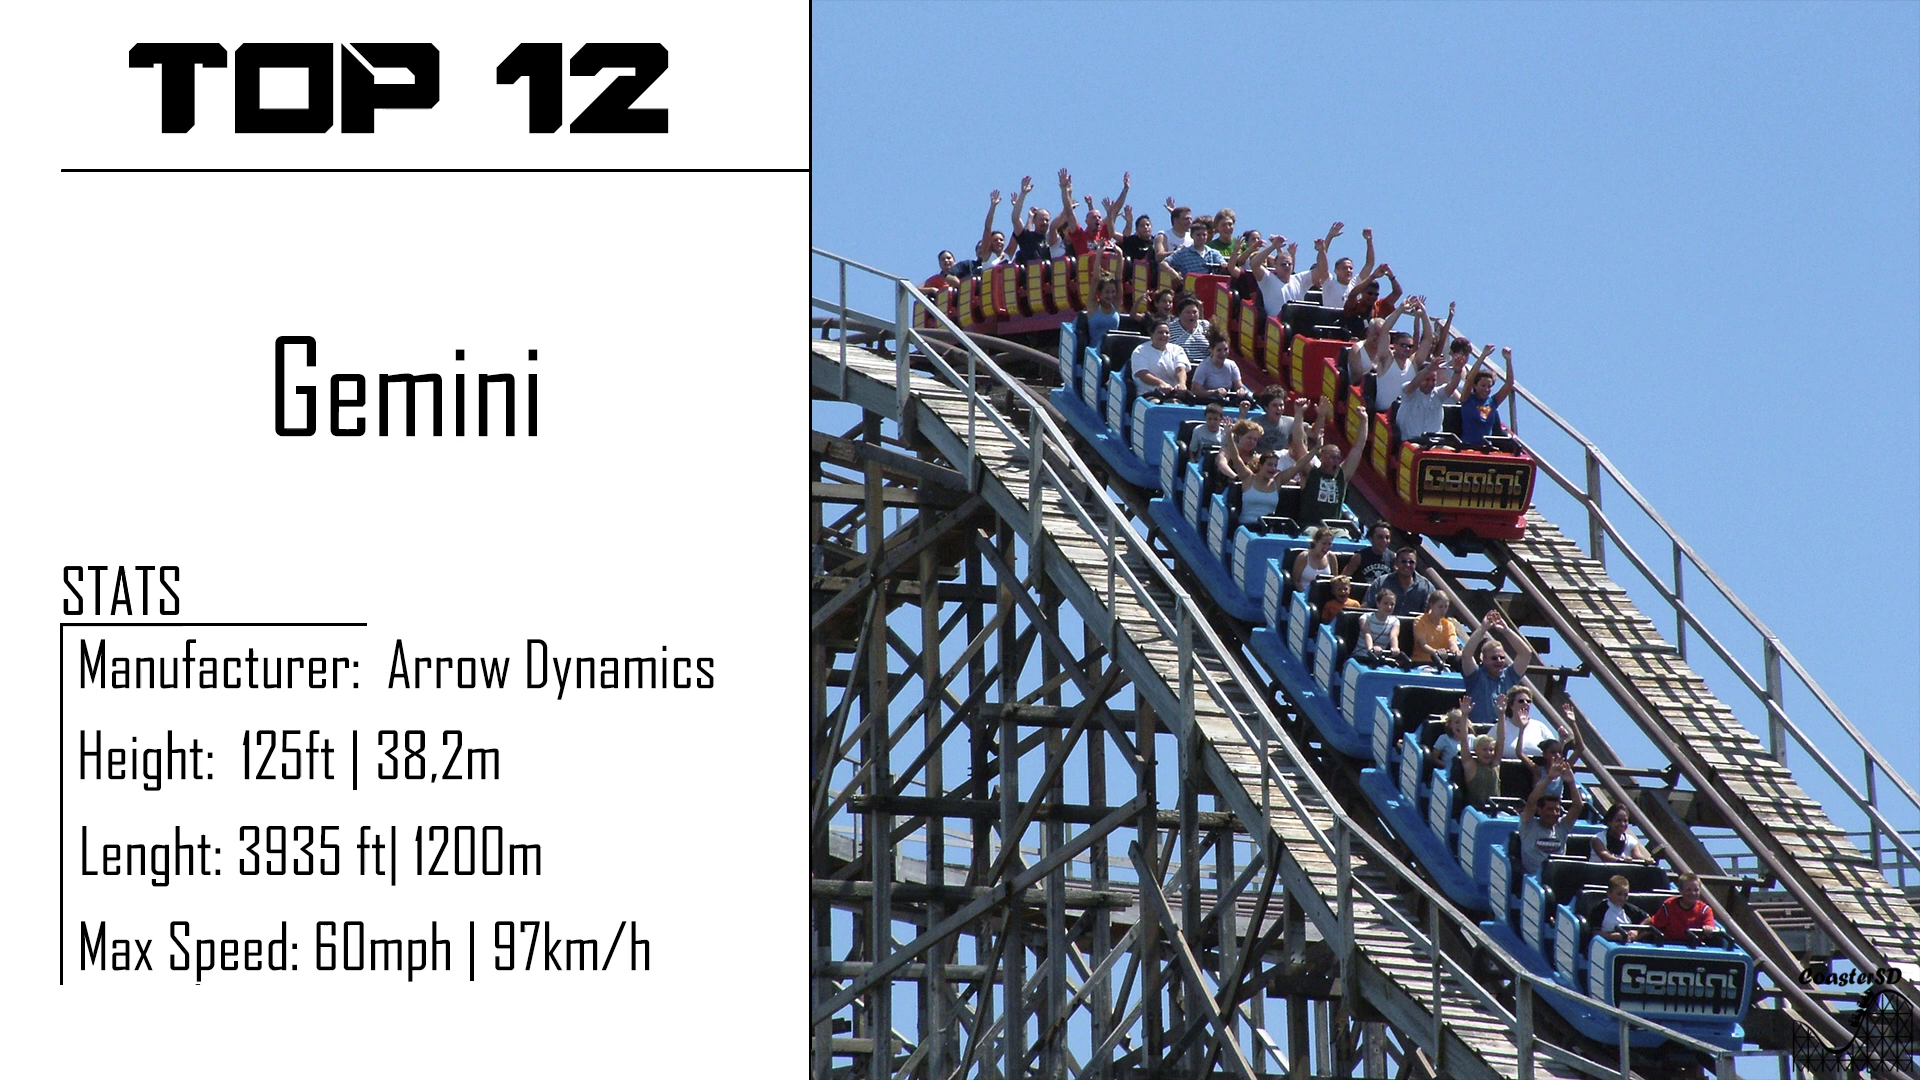 TOP 12
Gemini
STATS
Manufacturer: Arrow Dynamics
Height: 125ft | 38,2m
Lenght: 3935 ft| 1200m
Max Speed: 60mph | 97km/h
Gemini
Gemini
CoasterSD